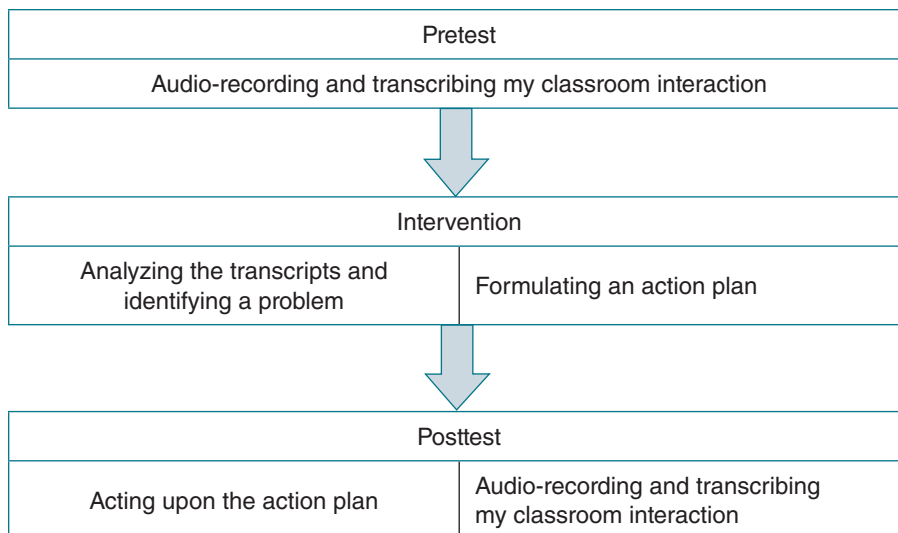 Pretest
Audio-recording and transcribing my classroom interaction
Intervention
Analyzing the transcripts and
identifying a problem
Formulating an action plan
Posttest
Acting upon the action plan
Audio-recording and transcribing
my classroom interaction